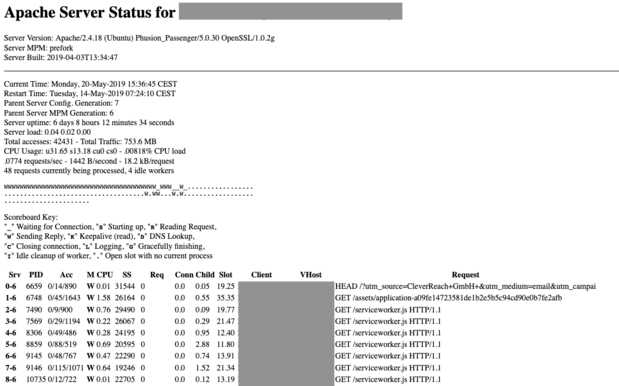 Apache Server Status for
Server Version: Apache/2.4.18 (Ubuntu) Phusion_Passenger/5.0.30 OpenSSL/1.0.2g
Server MPM: prefork
Server Built: 2019-04-03T13:34:47
Current Time: Monday, 20-May-2019 15:36:45 CEST
Restart Time: Tuesday, 14-May-2019 07:24:10 CEST
Parent Server Config. Generation: 7
Parent Server MPM Generation: 6
Server uptime: 6 days 8 hours 12 minutes 34 seconds
Server load: 0.04 0.02 0.00
Total accesses: 42431 - Total Traffic: 753.6 MB
CPU Usage: u31.65 s13.18 cu0 cs0 - .00818% CPU load
.0774 requests/sec - 1442 B/second - 18.2 kB/request
48 requests currently being processed, 4 idle workers
Scoreboard Key:
"_" Waiting for Connection, "S" Starting up, "R" Reading Request,
"W" Sending Reply, "K" Keepalive (read), "D" DNS Lookup,
"C" Closing connection, "L" Logging, "G" Gracefully finishing,
"I" Idle cleanup of worker, "." Open slot with no current process
Srv PID Acc M CPU SS Req Conn Child Slot Client VHost Request
0-6 6659 0/14/890 W 0.01 31544 0 0.0 0.05 19.25 HEAD /?utm_source=CleverReach+GmbH+&utm_medium=email&utm_campai
1-6 6748 0/45/1643 W 1.58 26164 0 0.0 0.55 35.35 GET /assets/application-a09fe14723581de1b2e5b5c94cd90e0b7fe2afb
2-6 7490 0/9/900 W 0.06 29490 0 0.0 0.09 19.77 GET /serviceworker.js HTTP/1.1
3-6 7569 0/29/1194 W 0.22 26067 0 0.0 0.29 21.47 GET /serviceworker.js HTTP/1.1
4-6 8306 0/49/486 W 0.28 24195 0 0.0 0.95 12.40 GET /serviceworker.js HTTP/1.1
5-6 8859 0/88/519 W 0.69 20595 0 0.0 2.88 11.80 GET /serviceworker.js HTTP/1.1
6-6 9145 0/48/767 W 0.47 22290 0 0.0 0.74 13.91 GET /serviceworker.js HTTP/1.1
7-6 9146 0/115/1071 W 0.64 19246 0 0.0 1.52 21.34 GET /serviceworker.js HTTP/1.1
8-6 10735 0/12/722 W 0.01 22705 0 0.0 0.12 13.19 GET /serviceworker.js HTTP/1.1